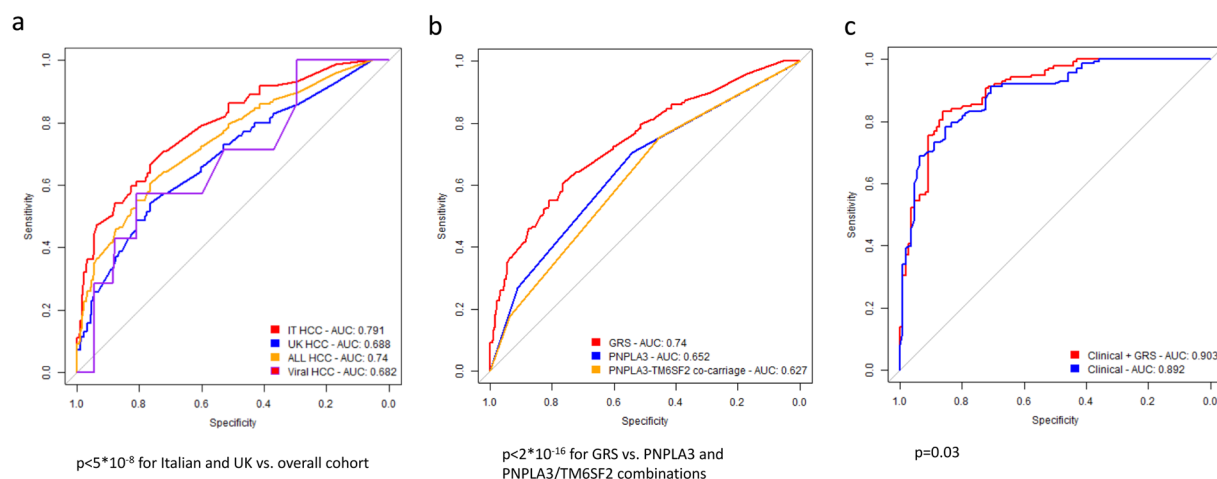 a
1.0
0.8
0.6
0.4
0.2
0.0
Sensitivity
IT HCC - AUC: 0.791
UK HCC - AUC: 0.688
ALL HCC - AUC: 0.74
Viral HCC - AUC: 0.682
1.0 0.8 0.6 0.4 0.2 0.0
Specificity
p<5*10-8 for Italian and UK vs. overall cohort
b
1.0
0.8
0.6
0.4
0.2
0.0
Sensitivity
GRS - AUC: 0.74
PNPLA3 - AUC: 0.652
PNPLA3-TM6SF2 co-carriage - AUC: 0.627
1.0 0.8 0.6 0.4 0.2 0.0
Specificity
p<2*10-16 for GRS vs. PNPLA3 and
PNPLA3/TM6SF2 combinations
c
1.0
0.8
0.6
0.4
0.2
0.0
Sensitivity
Clinical + GRS - AUC: 0.903
Clinical - AUC: 0.892
1.0 0.8 0.6 0.4 0.2 0.0
Specificity
p=0.03